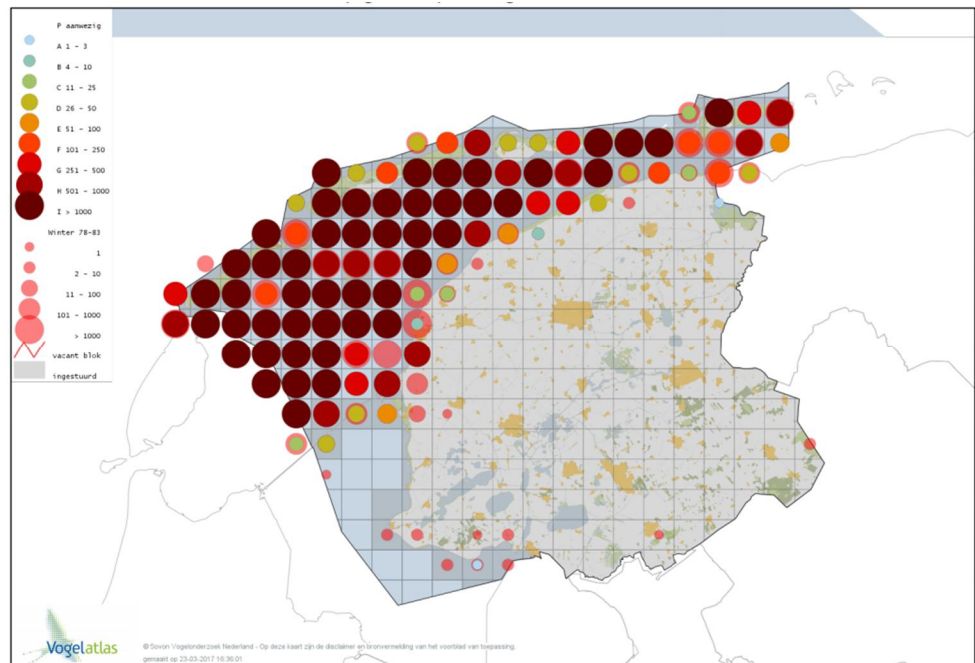 P aanwezig
A 1 - 3
B 4 - 10
C 11 - 25
D 26 - 50
E 51 - 100
F 101 - 250
G 251 - 500
H 501 - 1000
I > 1000
Winter 78-83
1
2 - 10
11 - 100
101 - 1000
> 1000
vacant blok
ingestuurd
Vogelatlas
© Sovon Vogelonderzoek Nederland - Op deze kaart zijn de disclaimer en bronvermelding van het voorblad van toepassing.
gemaakt op 23-03-2017 16:36:01